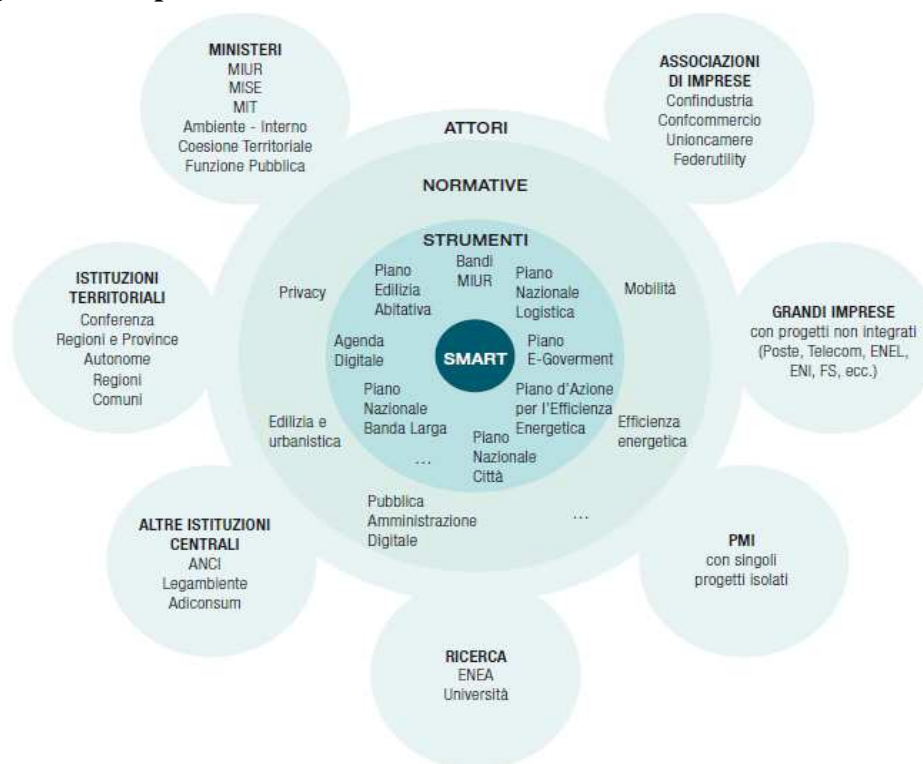 MINISTERI
MIUR
MISE
MIT
Ambiente - Interno
Coesione Territoriale
Funzione Pubblica
ASSOCIAZIONI
DI IMPRESE
Confindustria
Confcommercio
Unioncamere
Federutility
ATTORI
NORMATIVE
STRUMENTI
Bandi
MIUR
Piano
Edilizia
Abitativa
Piano
Nazionale
Logistica
Privacy
Mobilità
ISTITUZIONI
TERRITORIALI
Conferenza
Regioni e Province
Autonome
Regioni
Comuni
GRANDI IMPRESE
con progetti non integrati
(Poste, Telecom, ENEL,
ENI, FS, ecc.)
Agenda
Digitale
SMART
Piano
E-Goverment
Piano
Nazionale
Banda Larga
Piano d'Azione
per l'Efficienza
Energetica
Edilizia e
urbanistica
Efficienza
energetica
...
Piano
Nazionale
Città
Pubblica
Amministrazione
Digitale
...
ALTRE ISTITUZIONI
CENTRALI
ANCI
Legambiente
Adiconsum
PMI
con singoli
progetti isolati
RICERCA
ENEA
Università